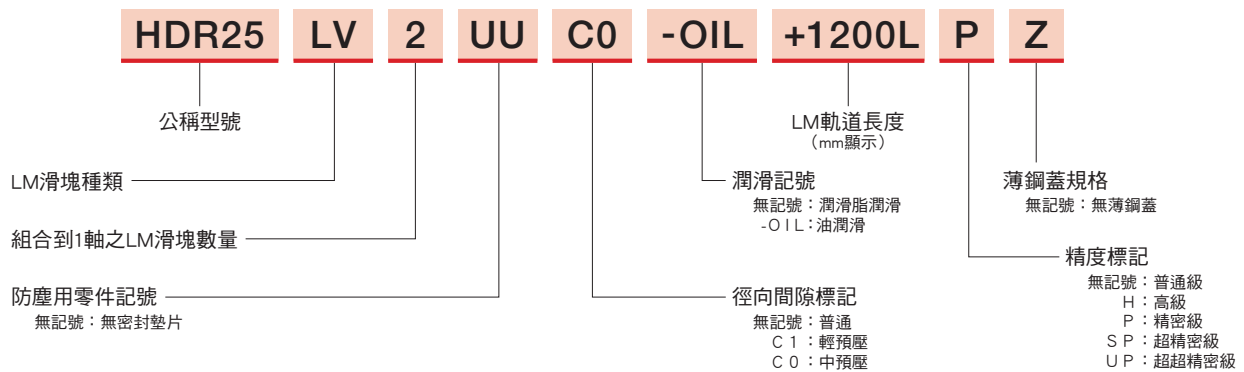 HDR25 LV 2 UU C0 -OIL +1200L P Z
公稱型號
LM軌道長度
（mm顯示）
LM滑塊種類
潤滑記號
無記號：潤滑脂潤滑
-OIL：油潤滑
薄鋼蓋規格
無記號：無薄鋼蓋
組合到1軸之LM滑塊數量
精度標記
無記號：普通級
H：高級
P：精密級
SP：超精密級
UP：超超精密級
防塵用零件記號
無記號：無密封墊片
徑向間隙標記
無記號：普通
C1：輕預壓
C0：中預壓